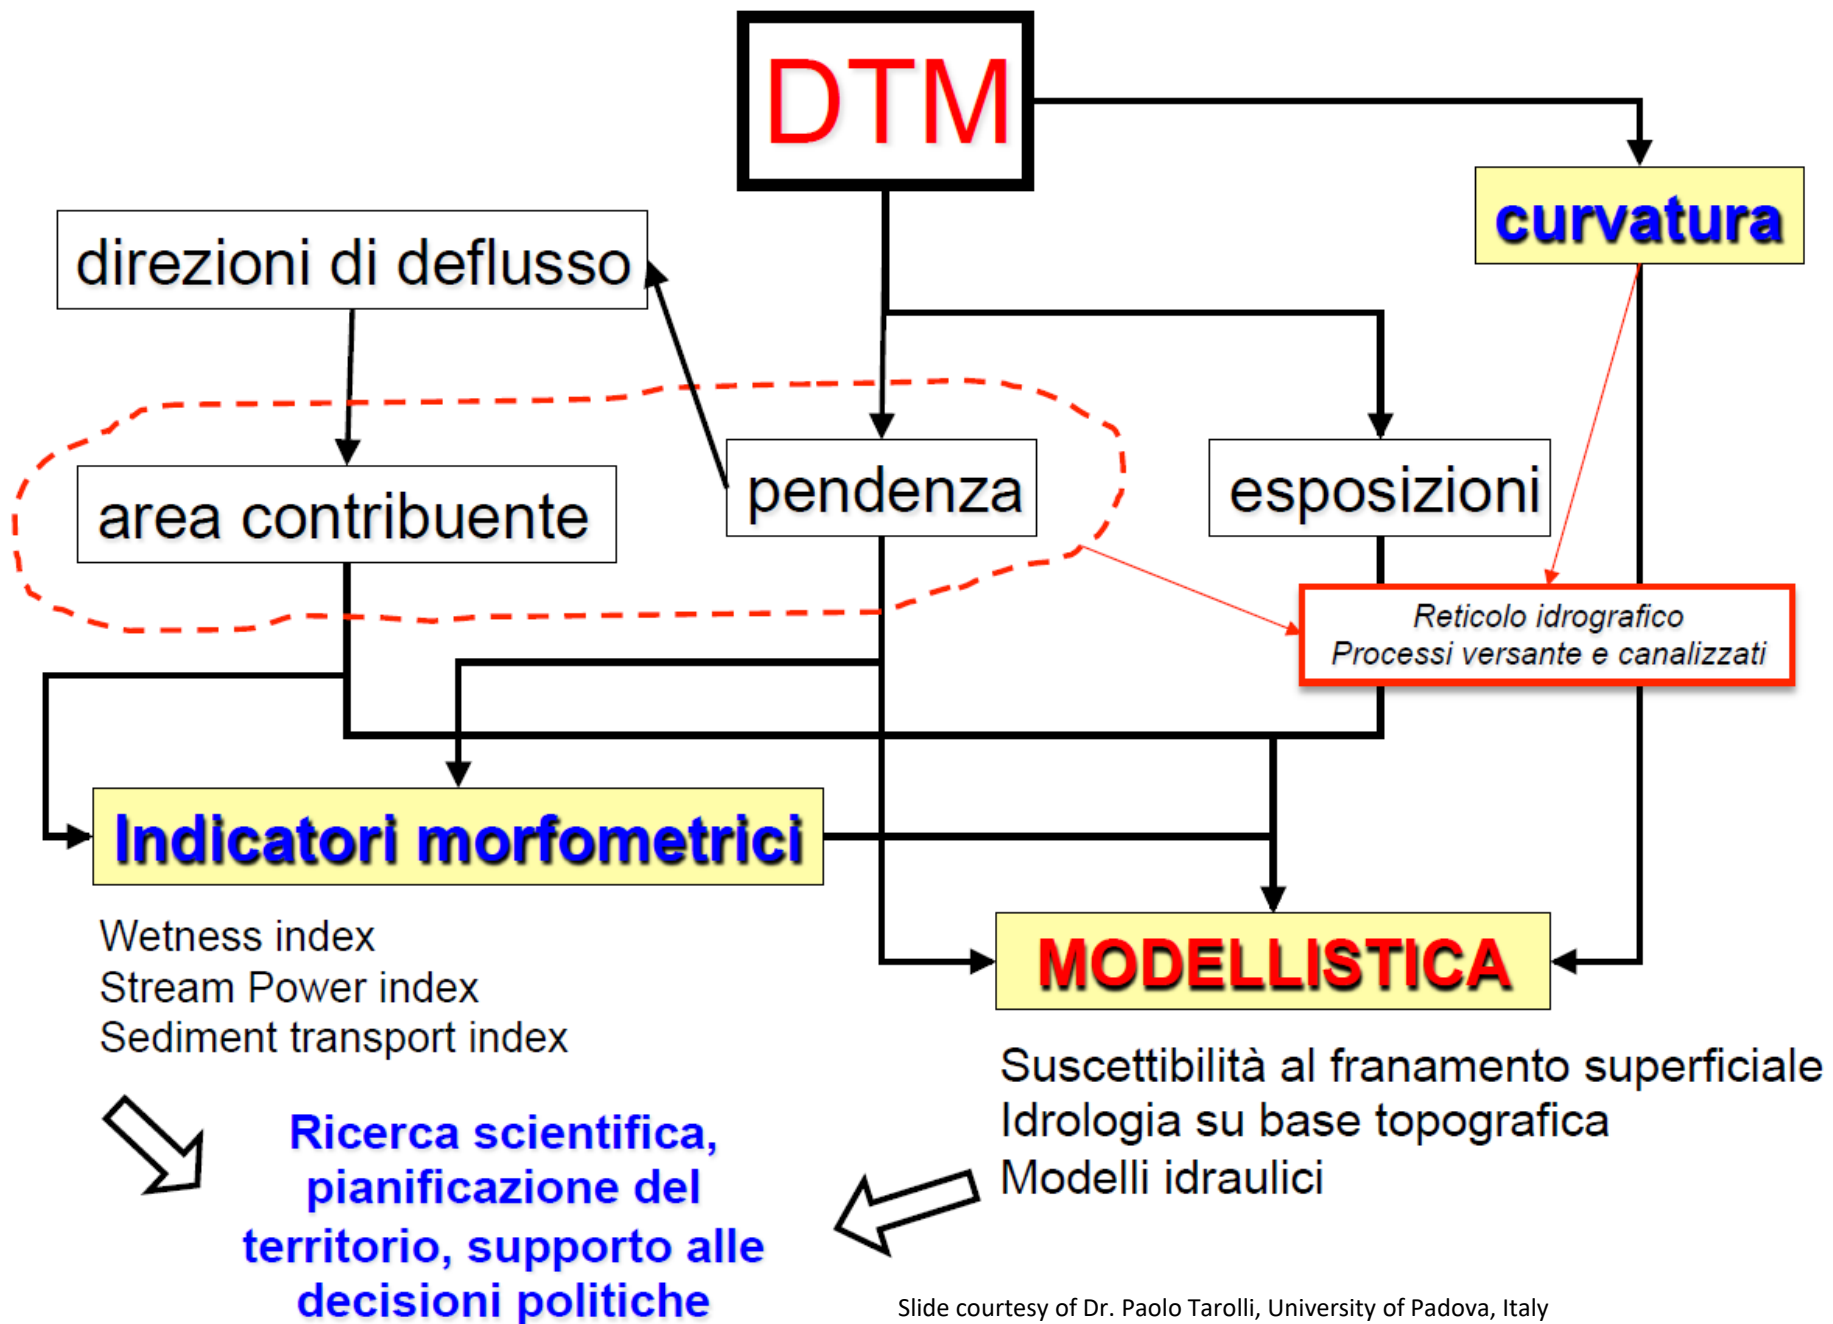 DTM
curvatura
direzioni di deflusso
area contribuente
pendenza
esposizioni
Reticolo idrografico
Processi versante e canalizzati
Indicatori morfometrici
Wetness index
Stream Power index
Sediment transport index
MODELLISTICA
Suscettibilità al franamento superficiale
Idrologia su base topografica
Modelli idraulici
Ricerca scientifica,
pianificazione del
territorio, supporto alle
decisioni politiche
Slide courtesy of Dr. Paolo Tarolli, University of Padova, Italy